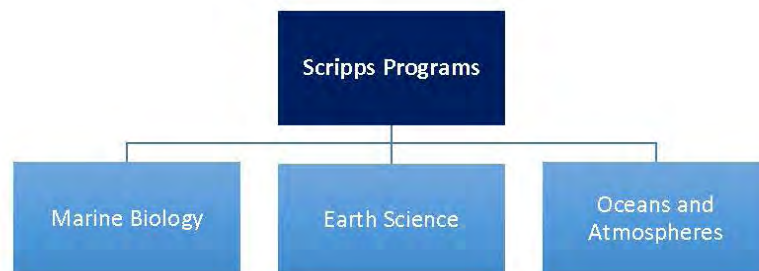 Scripps Programs
Marine Biology
Earth Science
Oceans and
Atmospheres